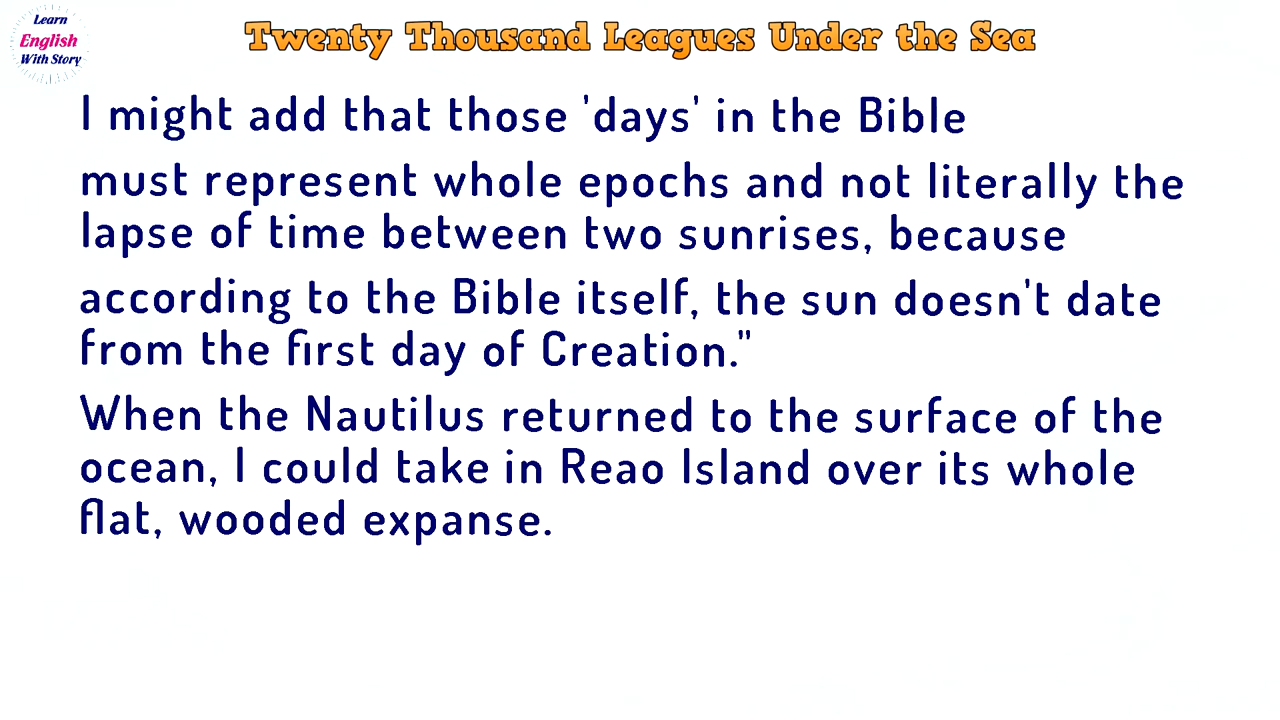 Learn
English
With Story
Twenty Thousand Leagues Under the Sea
I might add that those 'days' in the Bible
must represent whole epochs and not literally the
lapse of time between two sunrises, because
according to the Bible itself, the sun doesn't date
from the first day of Creation."
When the Nautilus returned to the surface of the
ocean, I could take in Reao Island over its whole
flat, wooded expanse.